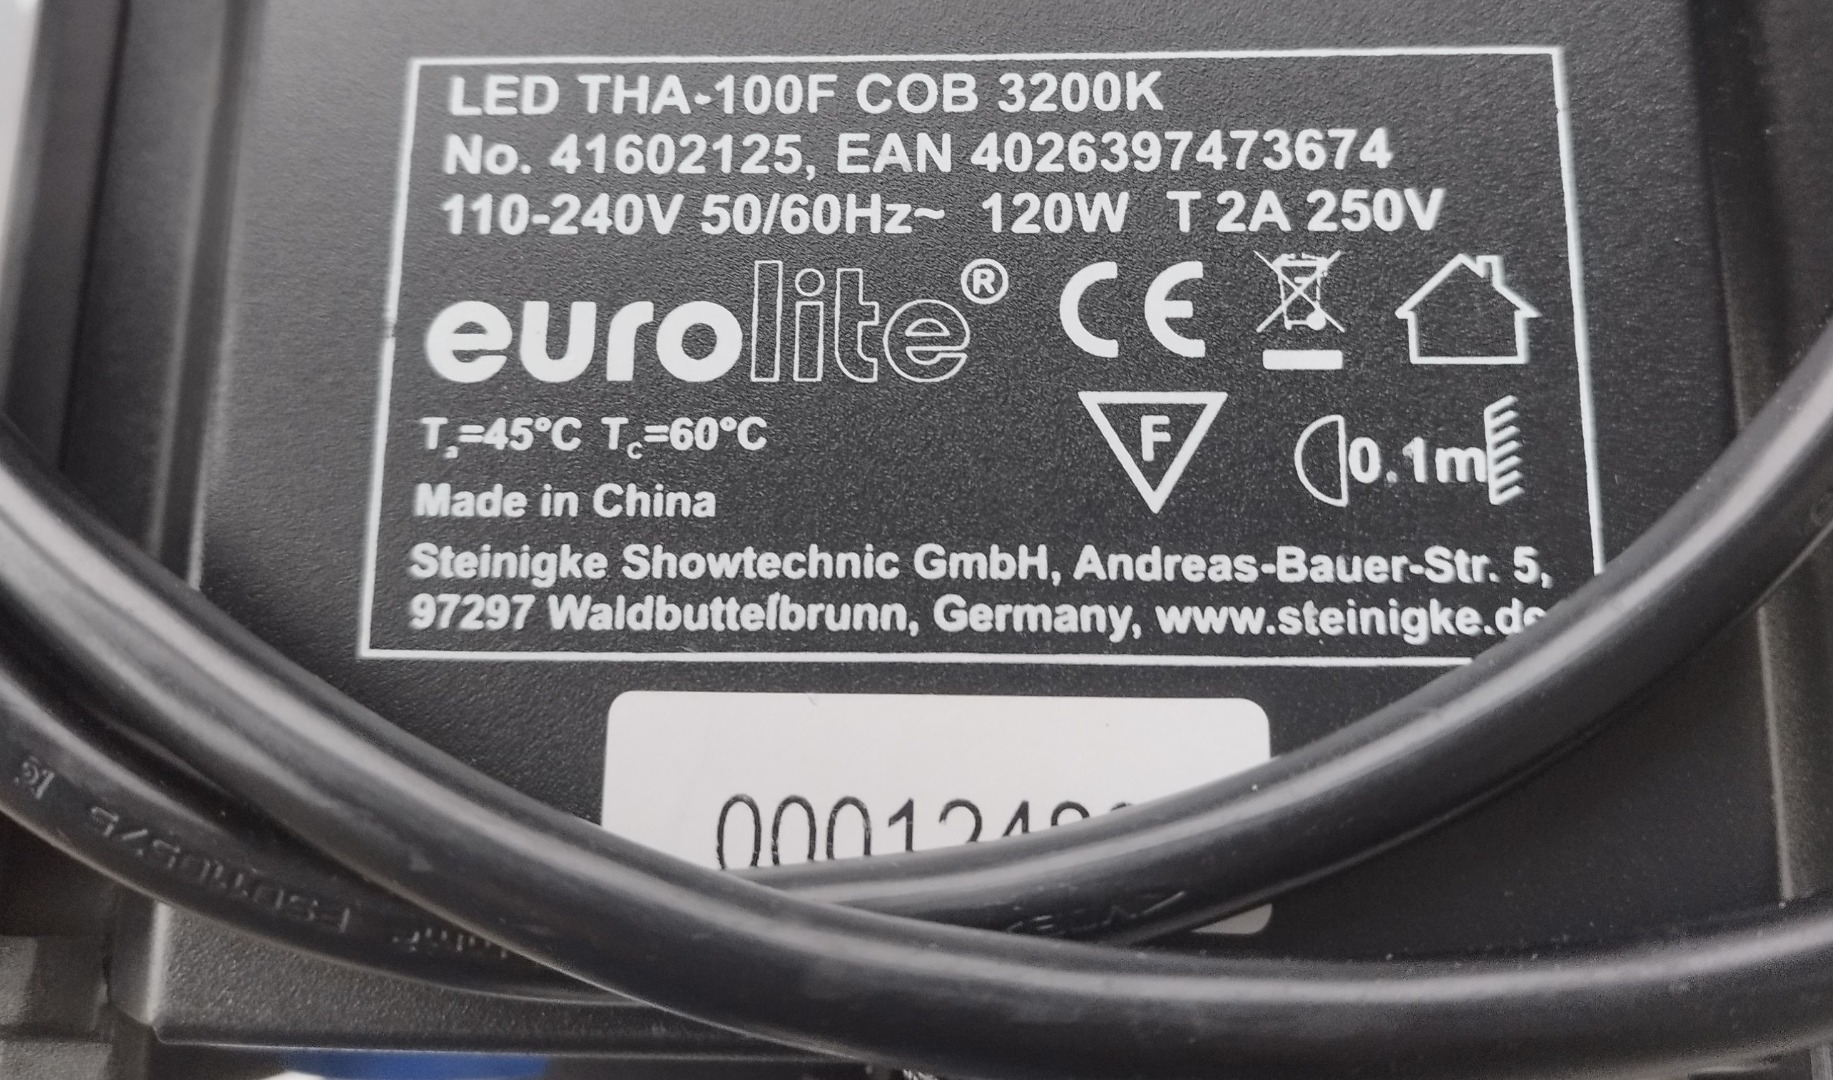 LED THA-100F COB 3200K
No. 41602125, EAN 4026397473674
110-240V 50/60Hz~ 120W T 2A 250V
eurolite®
CE
Ta=45°C Tc=60°C
F
0.1m
Made in China
Steinigke Showtechnic GmbH, Andreas-Bauer-Str. 5,
97297 Waldbuttelbrunn, Germany, www.steinigke.de